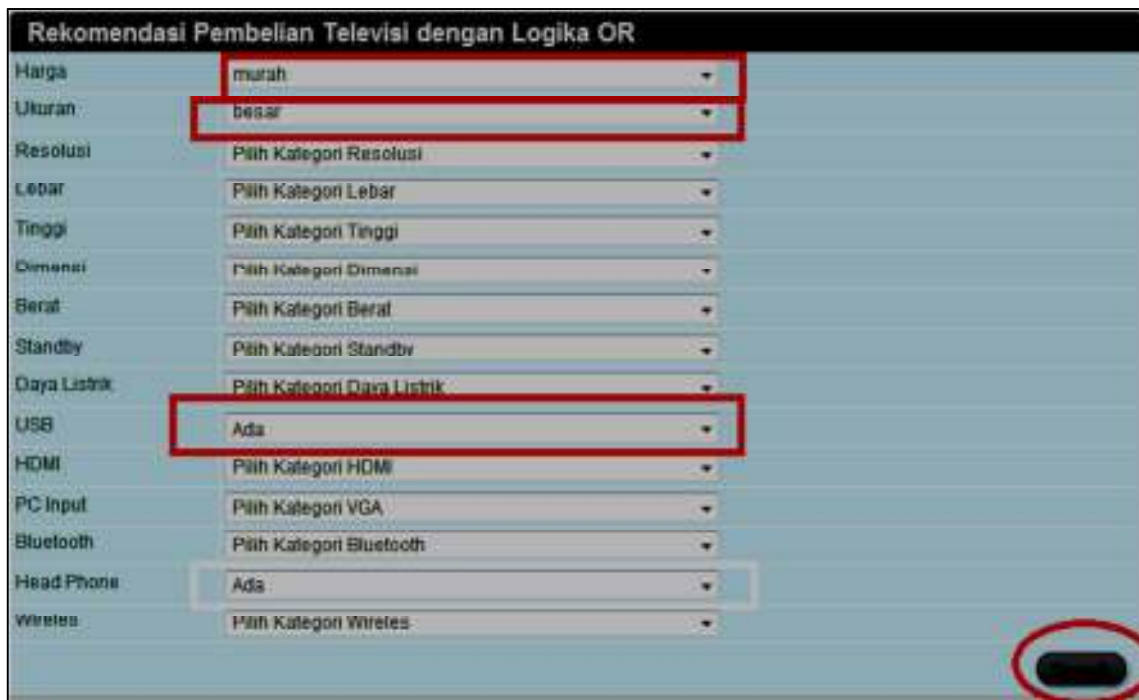 Rekomendasi Pembelian Televisi dengan Logika OR
Harga murah
Ukuran besar
Resolusi Pilih Kategori Resolusi
Lebar Pilih Kategori Lebar
Tinggi Pilih Kategori Tinggi
Dimensi Pilih Kategori Dimensi
Berat Pilih Kategori Berat
Standby Pilih Kategori Standby
Daya Listrik Pilih Kategori Daya Listrik
USB Ada
HDMI Pilih Kategori HDMI
PC Input Pilih Kategori VGA
Bluetooth Pilih Kategori Bluetooth
Head Phone Ada
Wireles Pilih Kategori Wireles